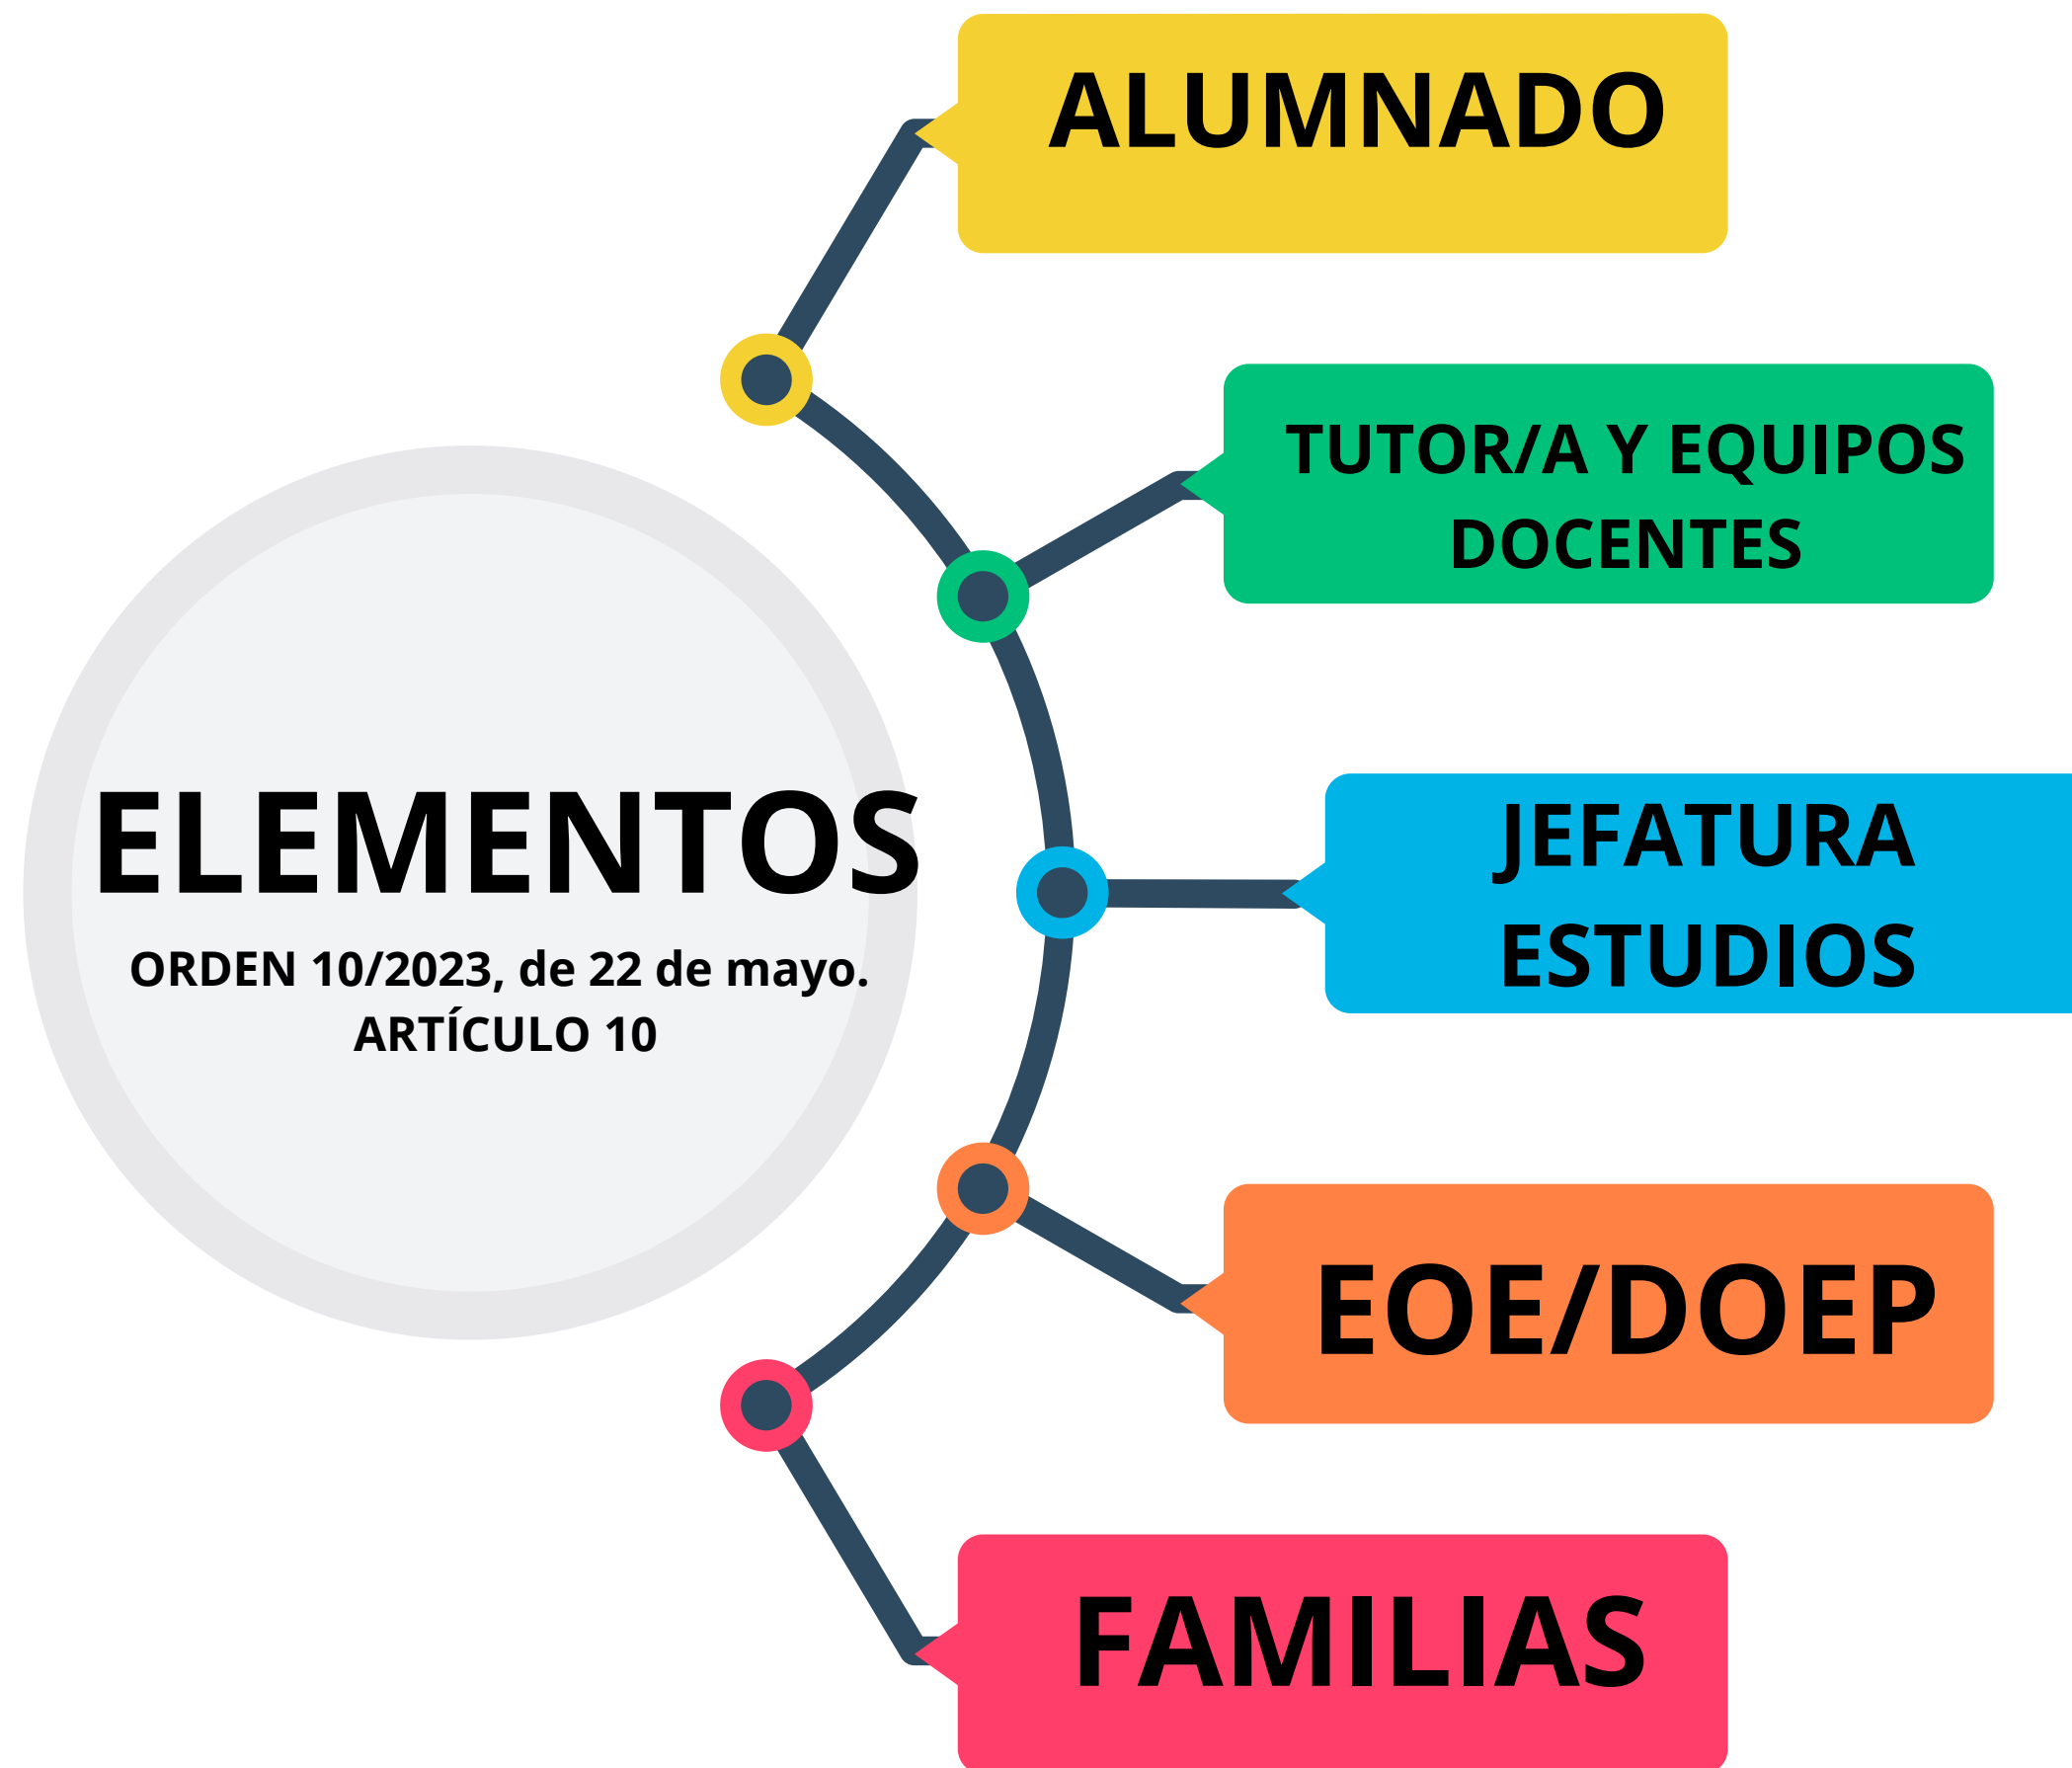 ALUMNADO
TUTOR/A Y EQUIPOS
DOCENTES
ELEMENTOS
ORDEN 10/2023, de 22 de mayo.
ARTÍCULO 10
JEFATURA
ESTUDIOS
EOE/DOEP
FAMILIAS